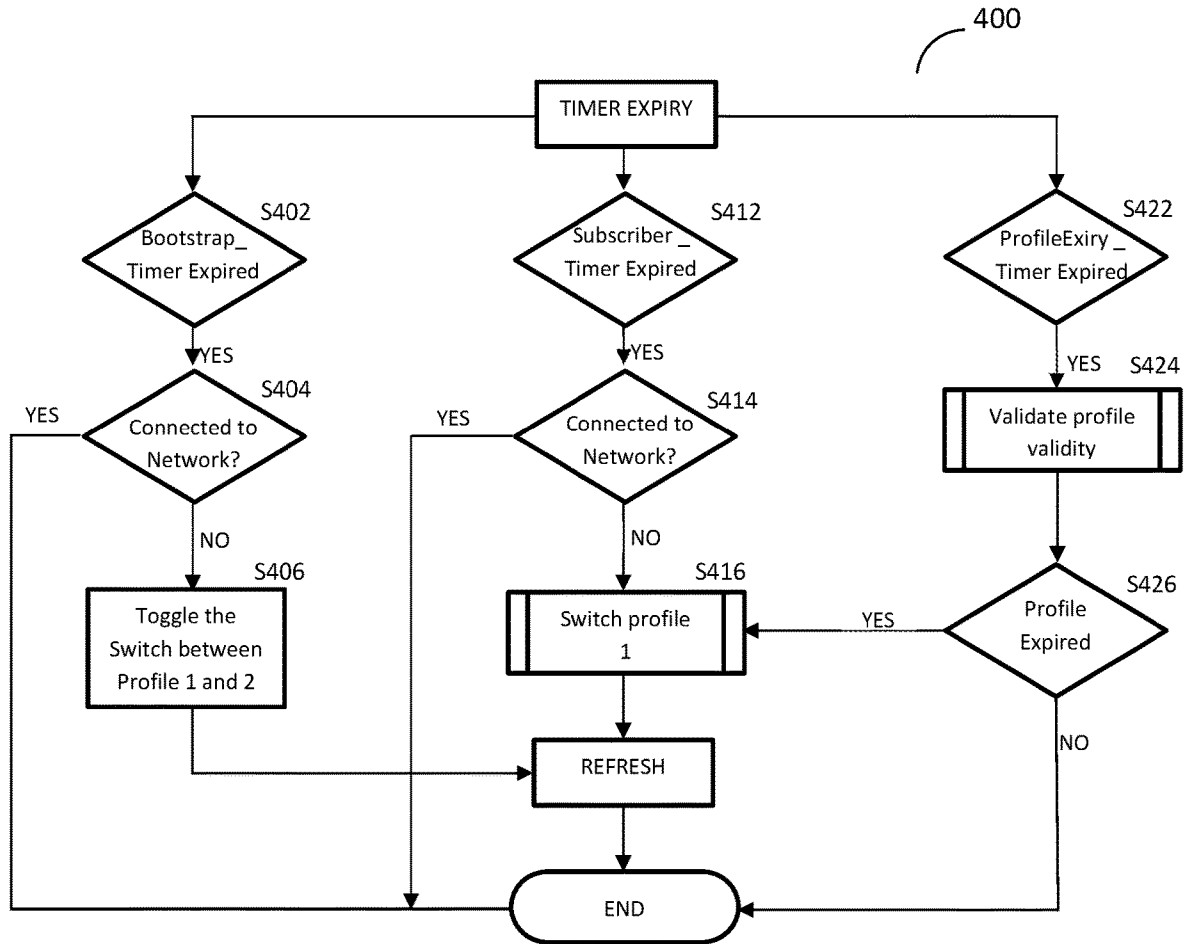 400
TIMER EXPIRY
S402
Bootstrap_
Timer Expired
S412
Subscriber _
Timer Expired
S422
ProfileExiry _
Timer Expired
YES
YES
YES
S404
Connected to
Network?
YES
S414
Connected to
Network?
YES
S424
Validate profile
validity
NO
NO
S406
Toggle the
Switch between
Profile 1 and 2
S416
Switch profile
1
YES
S426
Profile
Expired
REFRESH
NO
END